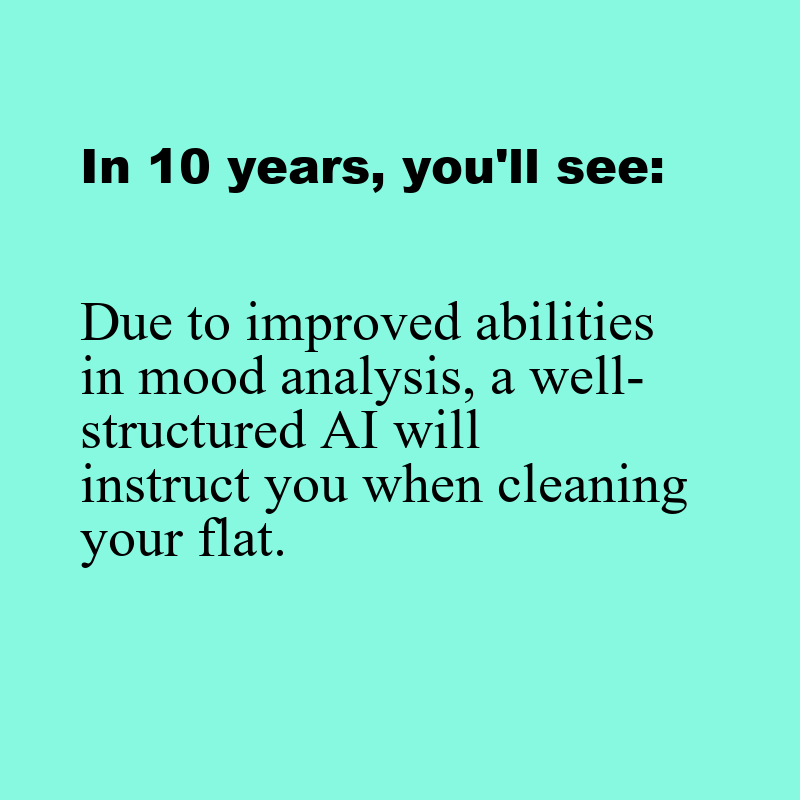 In 10 years, you'll see:
Due to improved abilities
in mood analysis, a well-
structured AI will
instruct you when cleaning
your flat.